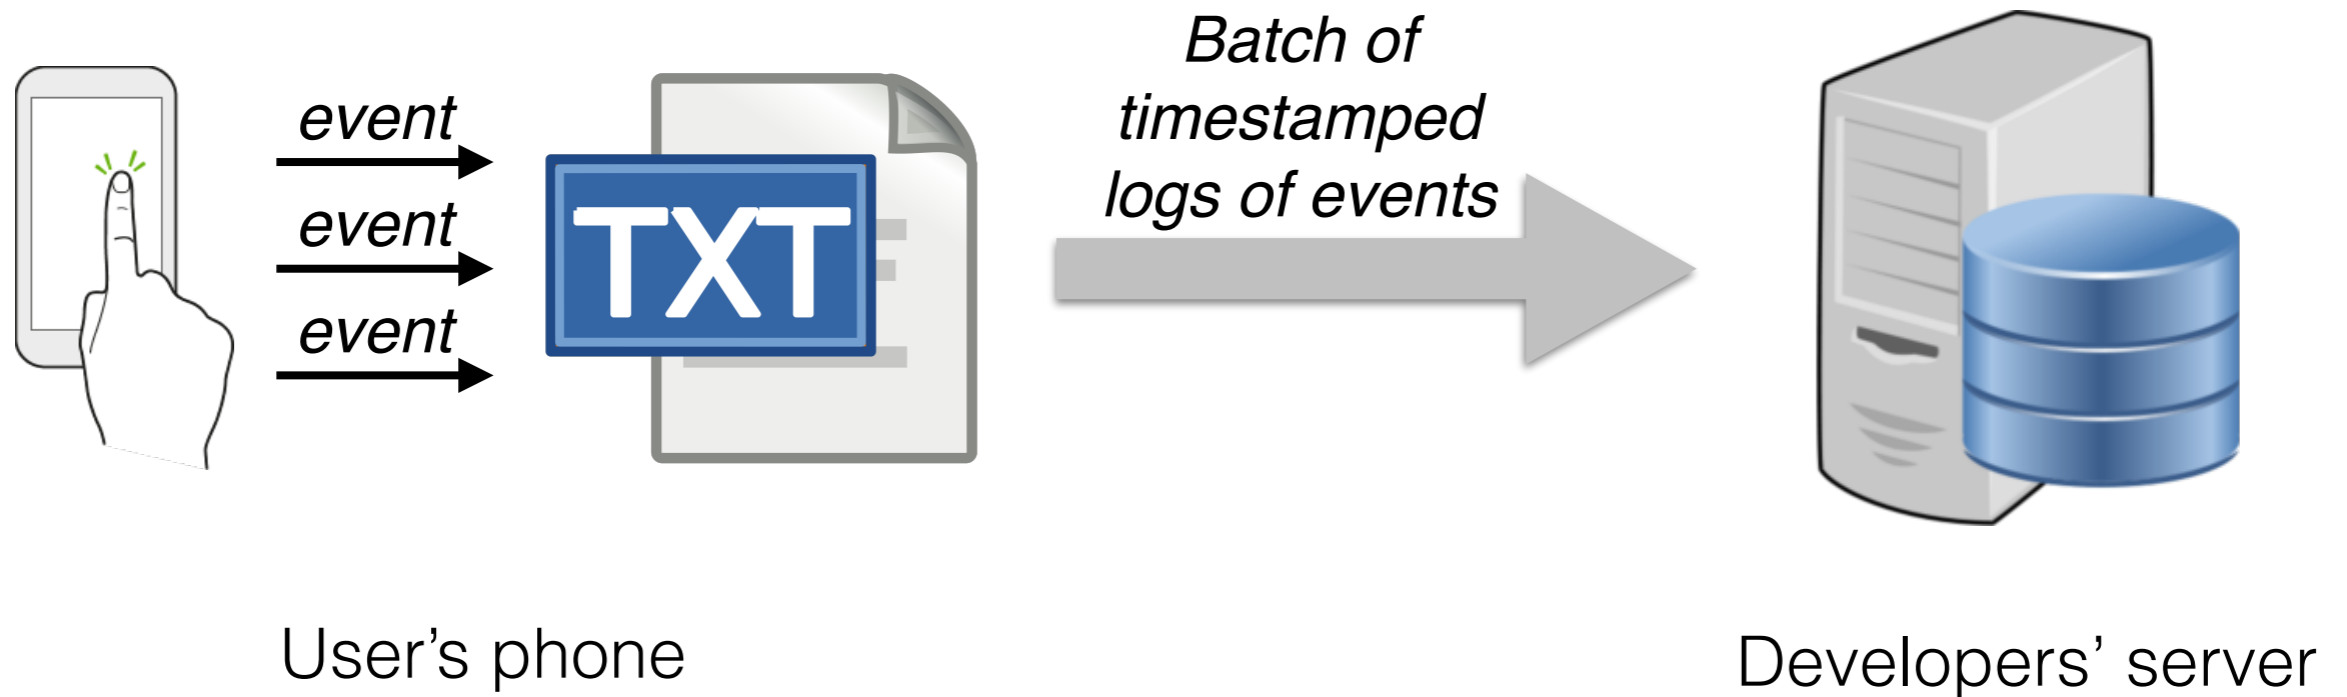 event
event
event
TXT
Batch of
timestamped
logs of events
User’s phone
Developers’ server